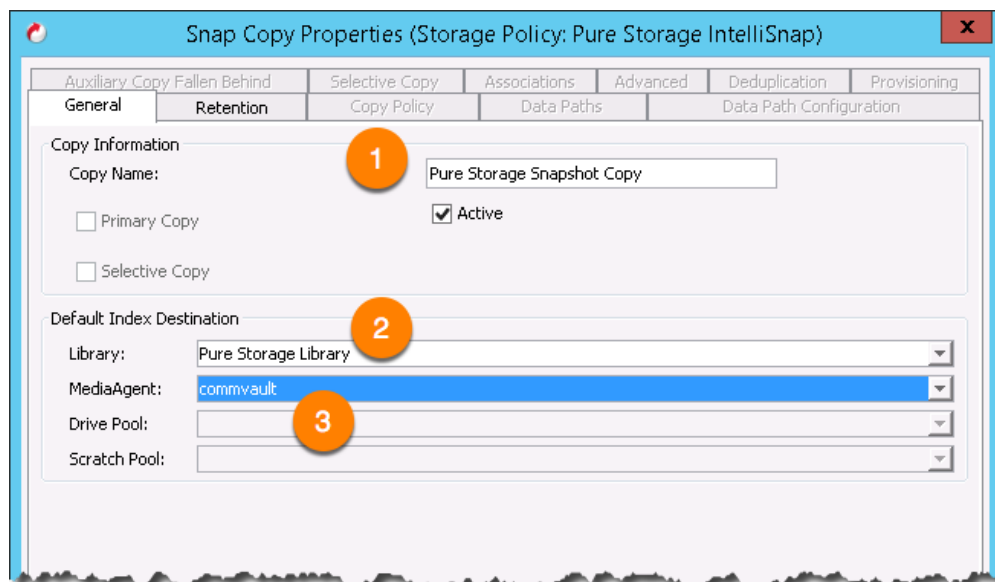 Snap Copy Properties (Storage Policy: Pure Storage IntelliSnap)
x
Auxiliary Copy Fallen Behind Selective Copy Associations Advanced Deduplication Provisioning
General Retention Copy Policy Data Paths Data Path Configuration
Copy Information
1
Copy Name: Pure Storage Snapshot Copy
Primary Copy Active
Selective Copy
Default Index Destination
2
Library: Pure Storage Library
MediaAgent: commvault
3
Drive Pool:
Scratch Pool: